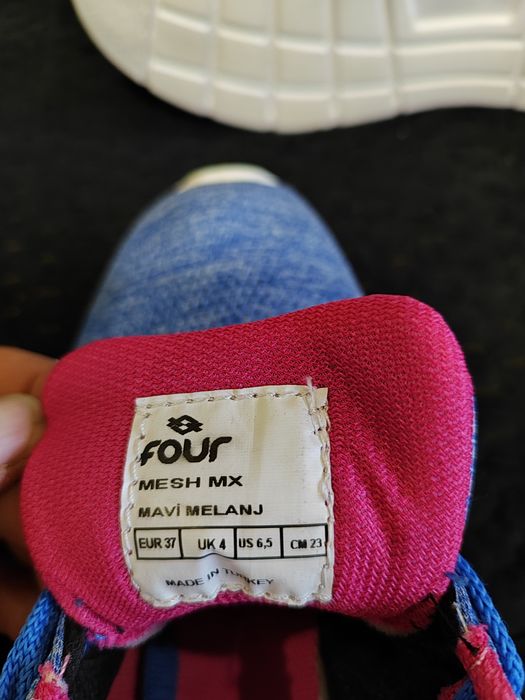 four
MESH MX
MAVİ MELANJ
EUR 37 UK 4 US 6,5 CM 23
MADE IN TURKEY